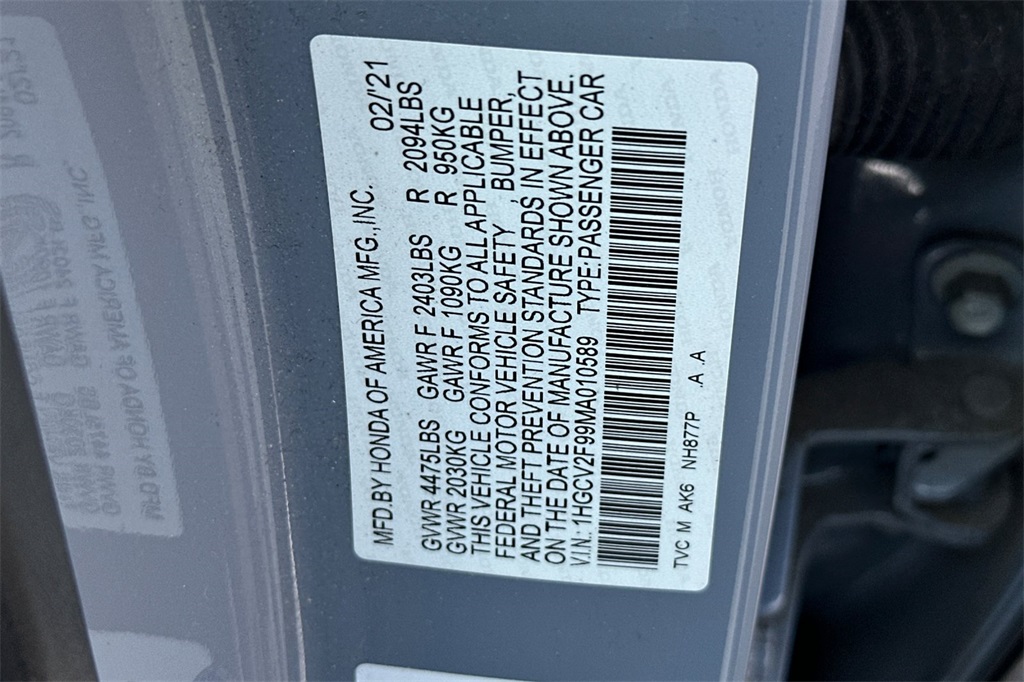 MFD.BY HONDA OF AMERICA MFG.,INC. 02/'21
GVWR 4475LBS GAWR F 2403LBS R 2094LBS
GVWR 2030KG GAWR F 1090KG R 950KG
THIS VEHICLE CONFORMS TO ALL APPLICABLE
FEDERAL MOTOR VEHICLE SAFETY , BUMPER,
AND THEFT PREVENTION STANDARDS IN EFFECT
ON THE DATE OF MANUFACTURE SHOWN ABOVE.
V.I.N.: 1HGCV2F99MA010589 TYPE:PASSENGER CAR
TVC M AK6 NH877P .A .A